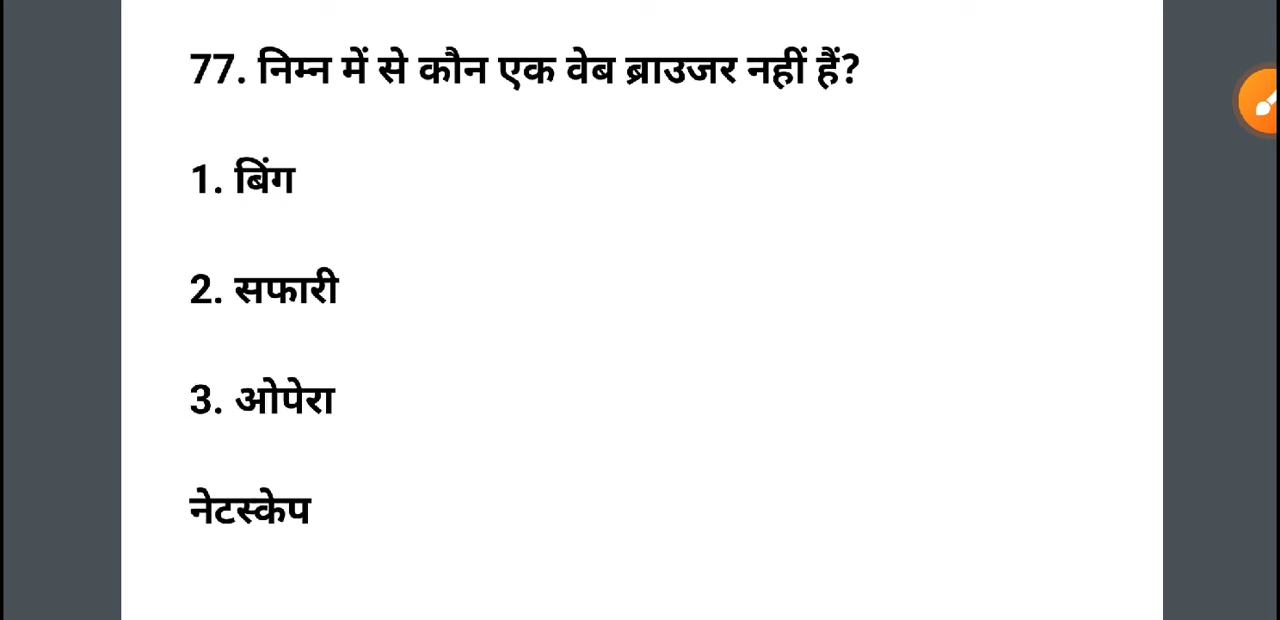 77. निम्न में से कौन एक वेब ब्राउजर नहीं हैं?
1. बिंग
2. सफारी
3. ओपेरा
नेटस्केप